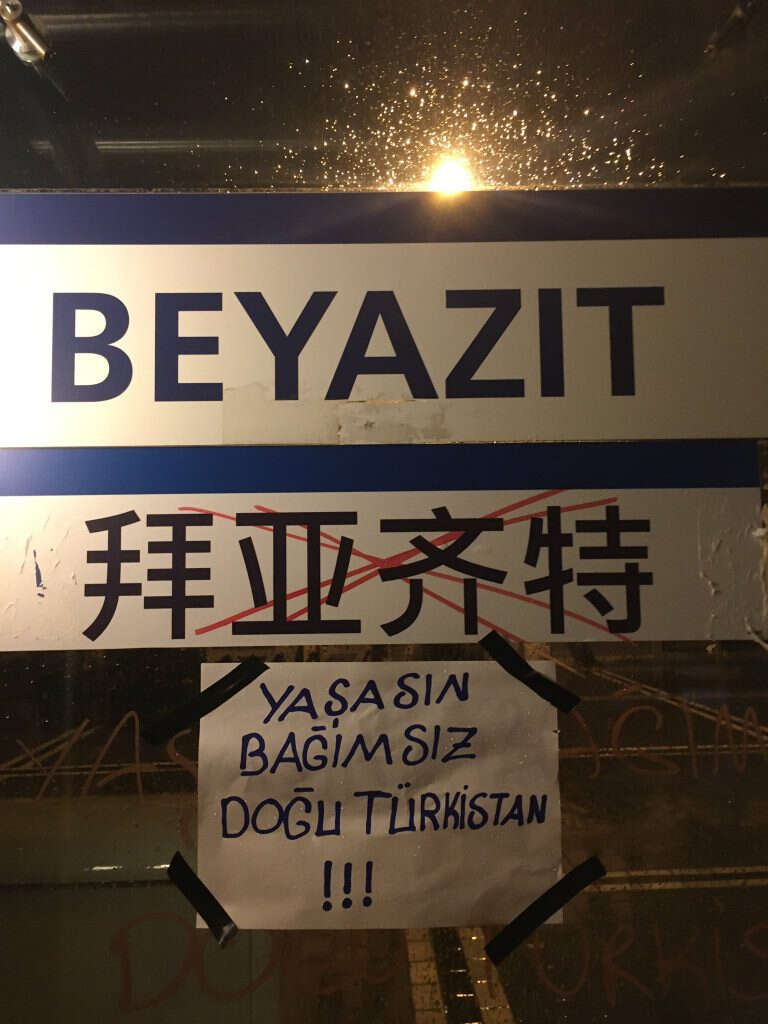 BEYAZIT
拜亚齐特
YAŞASIN
BAĞIMSIZ
DOĞU TÜRKİSTAN
!!!